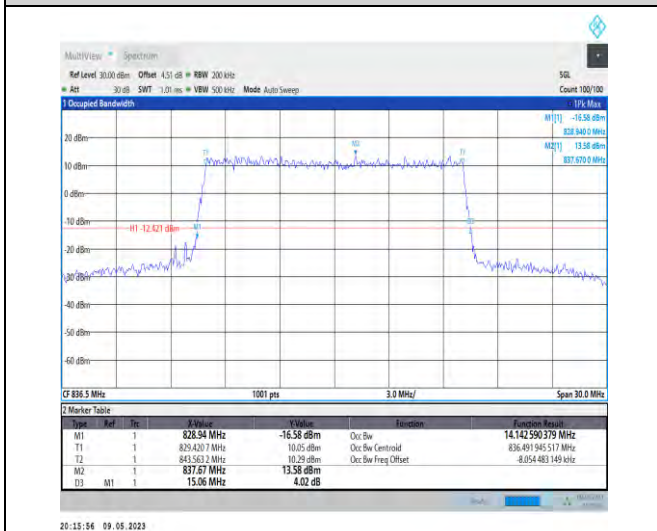 MultiView Spectrum
Ref Level 30.00 dBm Offset 4.51 dB RBW 200 kHz SGL
Att 30 dB SWT 1.01 ms VBW 500 kHz Mode Auto Sweep Count 100/100
1 Occupied Bandwidth 1Pk Max
M1[1] -16.58 dBm
828.940 0 MHz
M2[1] 13.58 dBm
837.670 0 MHz
20 dBm
M2
10 dBm
0 dBm
-10 dBm
H1 -12.421 dBm
M1
-20 dBm
-30 dBm
-40 dBm
-50 dBm
-60 dBm
CF 836.5 MHz 1001 pts 3.0 MHz/ Span 30.0 MHz
2 Marker Table
Type Ref Trc X-Value Y-Value Function Function Result
M1 1 828.94 MHz -16.58 dBm Occ Bw 14.142 590 379 MHz
T1 1 829.420 7 MHz 10.05 dBm Occ Bw Centroid 836.491 945 517 MHz
T2 1 843.563 2 MHz 10.29 dBm Occ Bw Freq Offset -8.054 483 149 kHz
M2 1 837.67 MHz 13.58 dBm
D3 M1 1 15.06 MHz 4.02 dB
20:15:56 09.05.2023